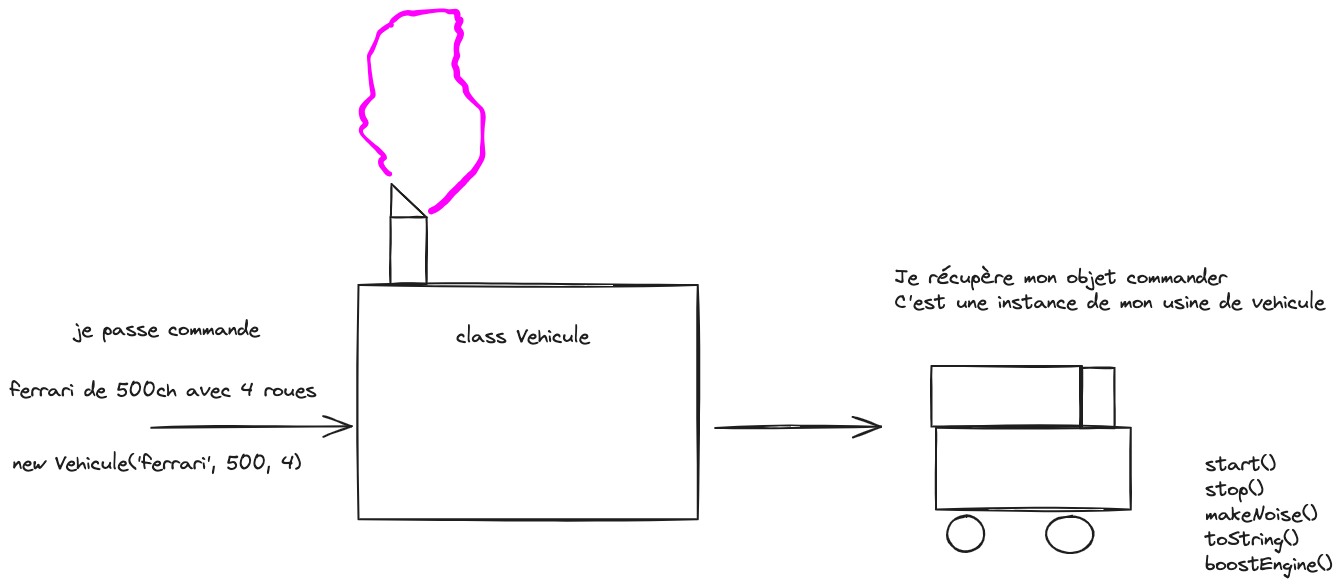 je passe commande
ferrari de 500ch avec 4 roues
new Vehicule('ferrari', 500, 4)
class Vehicule
Je récupère mon objet commander
C'est une instance de mon usine de vehicule
start()
stop()
makeNoise()
toString()
boostEngine()